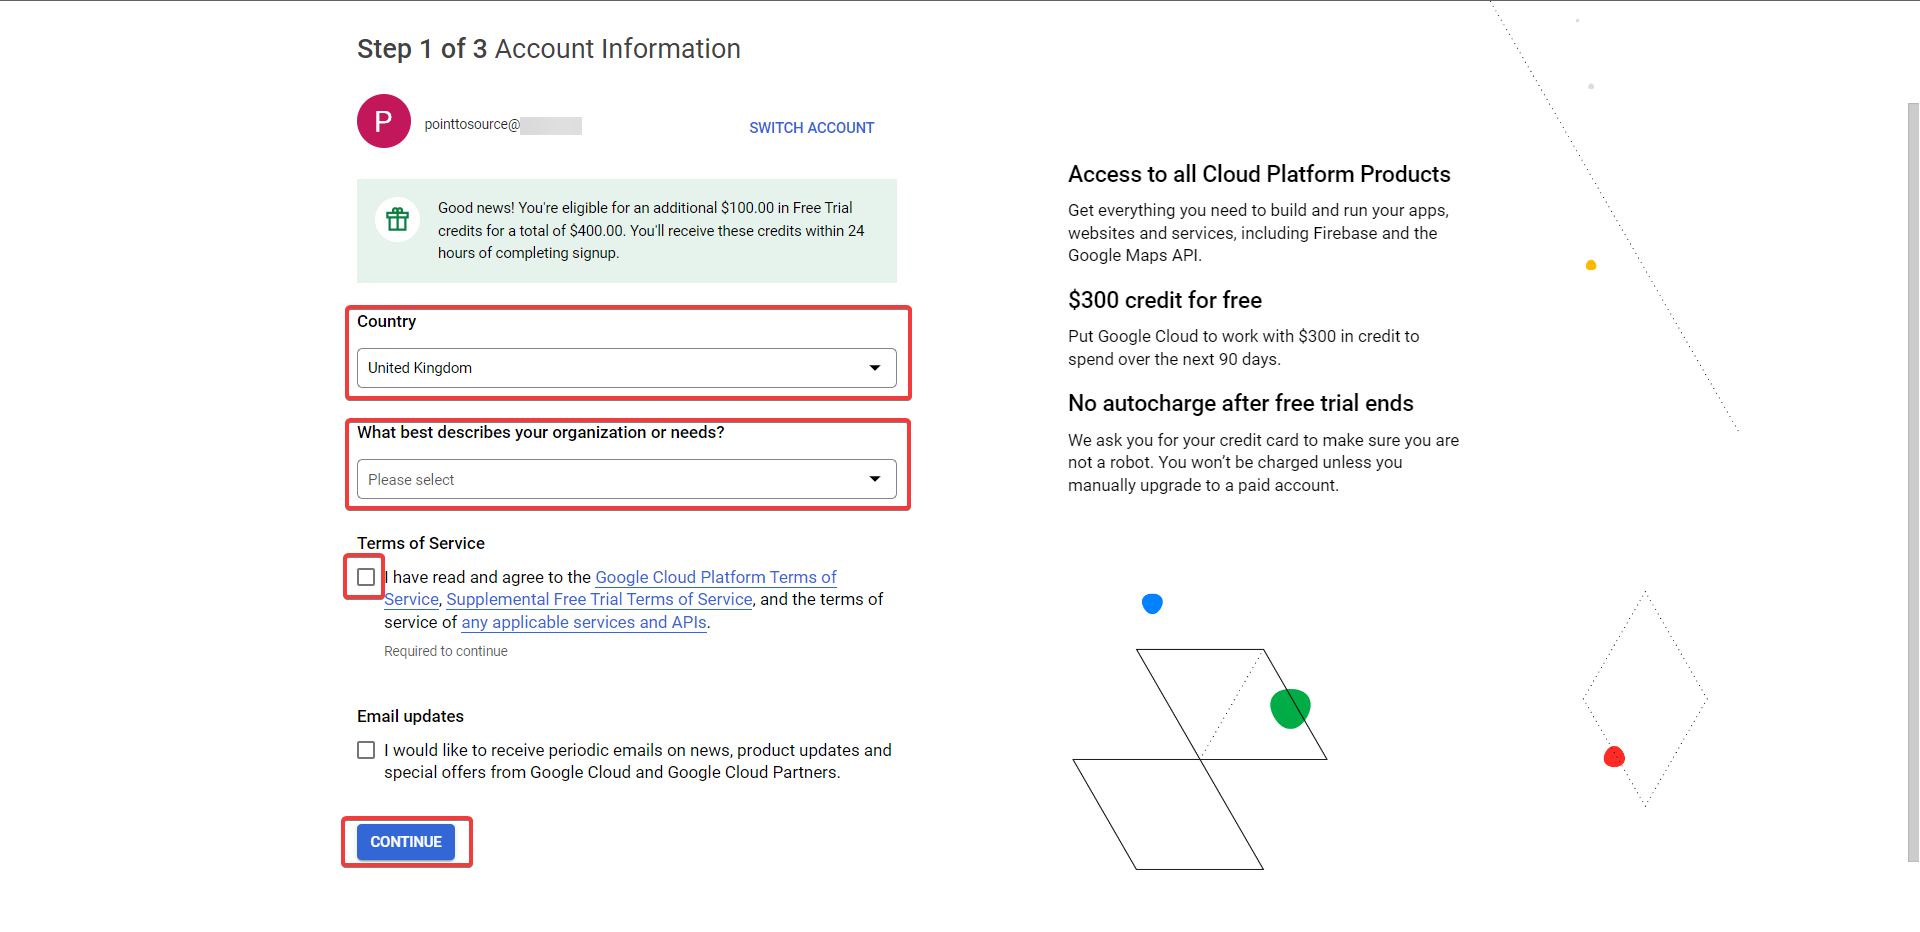 Step 1 of 3 Account Information
P
pointtosource@
SWITCH ACCOUNT
Good news! You're eligible for an additional $100.00 in Free Trial
credits for a total of $400.00. You'll receive these credits within 24
hours of completing signup.
Country
United Kingdom
What best describes your organization or needs?
Please select
Terms of Service
I have read and agree to the Google Cloud Platform Terms of
Service, Supplemental Free Trial Terms of Service, and the terms of
service of any applicable services and APIs.
Required to continue
Email updates
I would like to receive periodic emails on news, product updates and
special offers from Google Cloud and Google Cloud Partners.
CONTINUE
Access to all Cloud Platform Products
Get everything you need to build and run your apps,
websites and services, including Firebase and the
Google Maps API.
$300 credit for free
Put Google Cloud to work with $300 in credit to
spend over the next 90 days.
No autocharge after free trial ends
We ask you for your credit card to make sure you are
not a robot. You won’t be charged unless you
manually upgrade to a paid account.